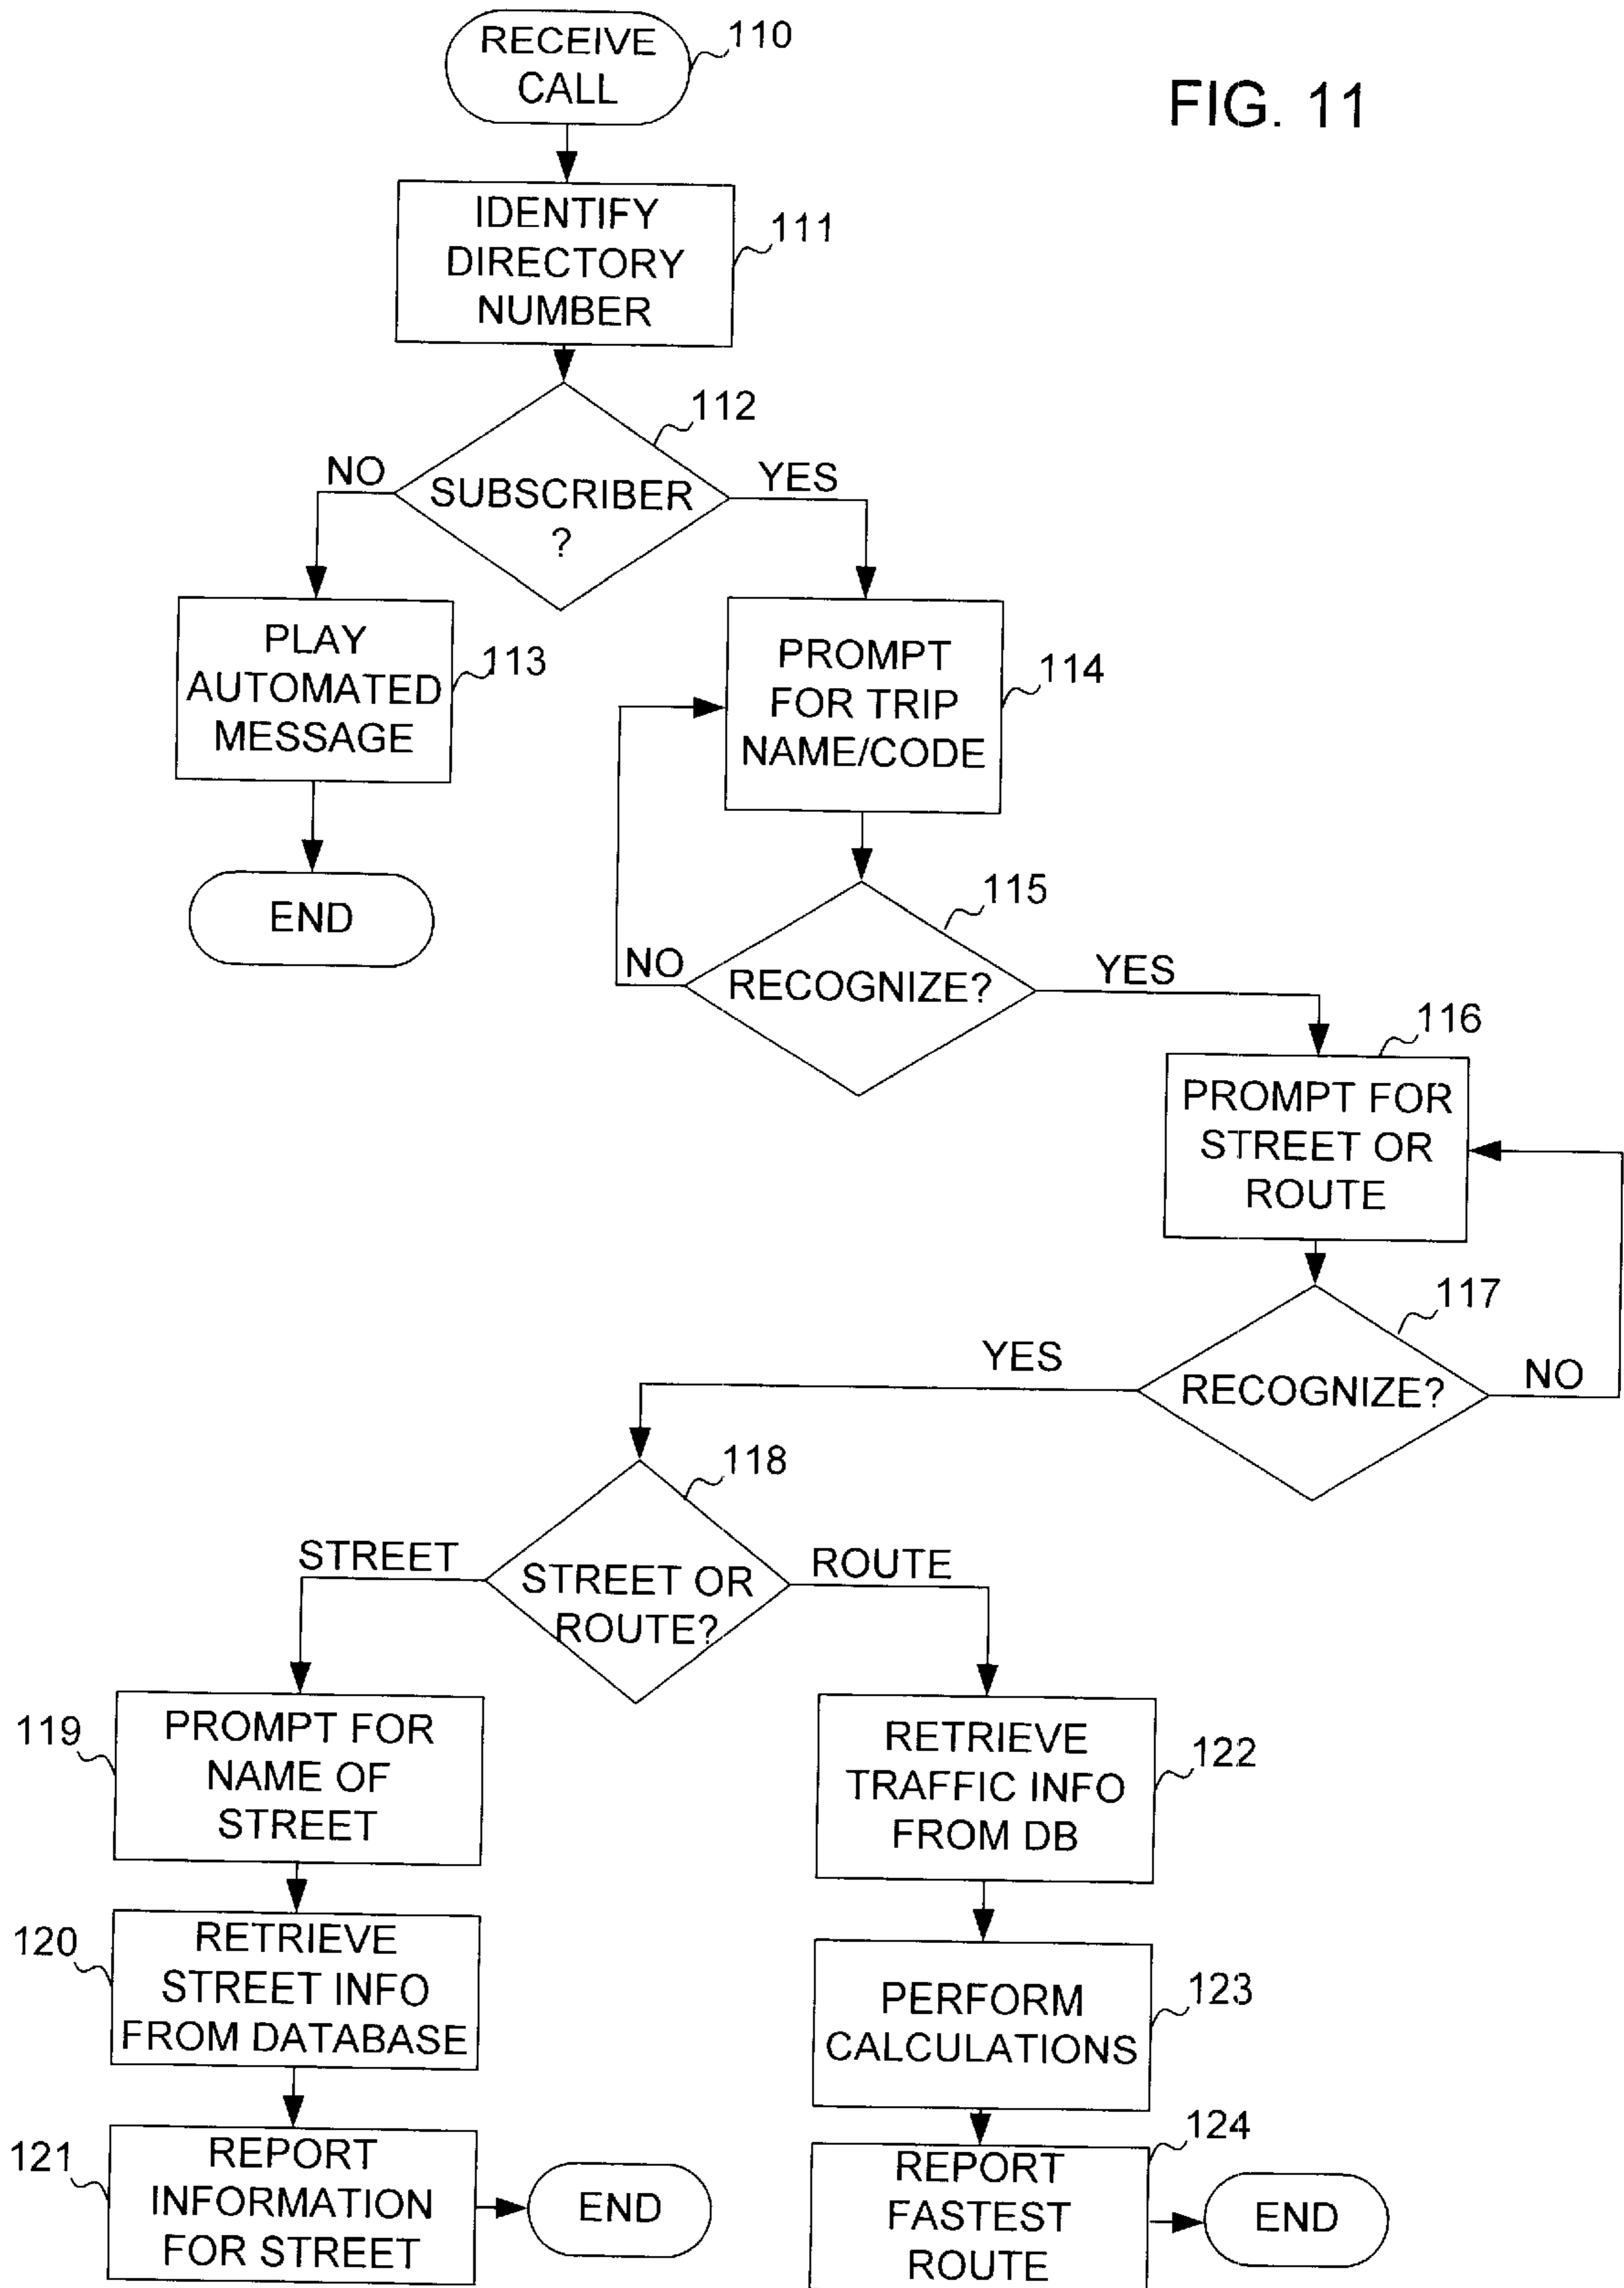 RECEIVE
CALL
110
FIG. 11
IDENTIFY
DIRECTORY
NUMBER
111
112
NO
SUBSCRIBER
?
YES
PLAY
AUTOMATED
MESSAGE
113
PROMPT
FOR TRIP
NAME/CODE
114
END
115
NO
RECOGNIZE?
YES
116
PROMPT FOR
STREET OR
ROUTE
117
YES
RECOGNIZE?
NO
118
STREET
STREET OR
ROUTE?
ROUTE
119
PROMPT FOR
NAME OF
STREET
RETRIEVE
TRAFFIC INFO
FROM DB
122
120
RETRIEVE
STREET INFO
FROM DATABASE
PERFORM
CALCULATIONS
123
121
REPORT
INFORMATION
FOR STREET
END
124
REPORT
FASTEST
ROUTE
END